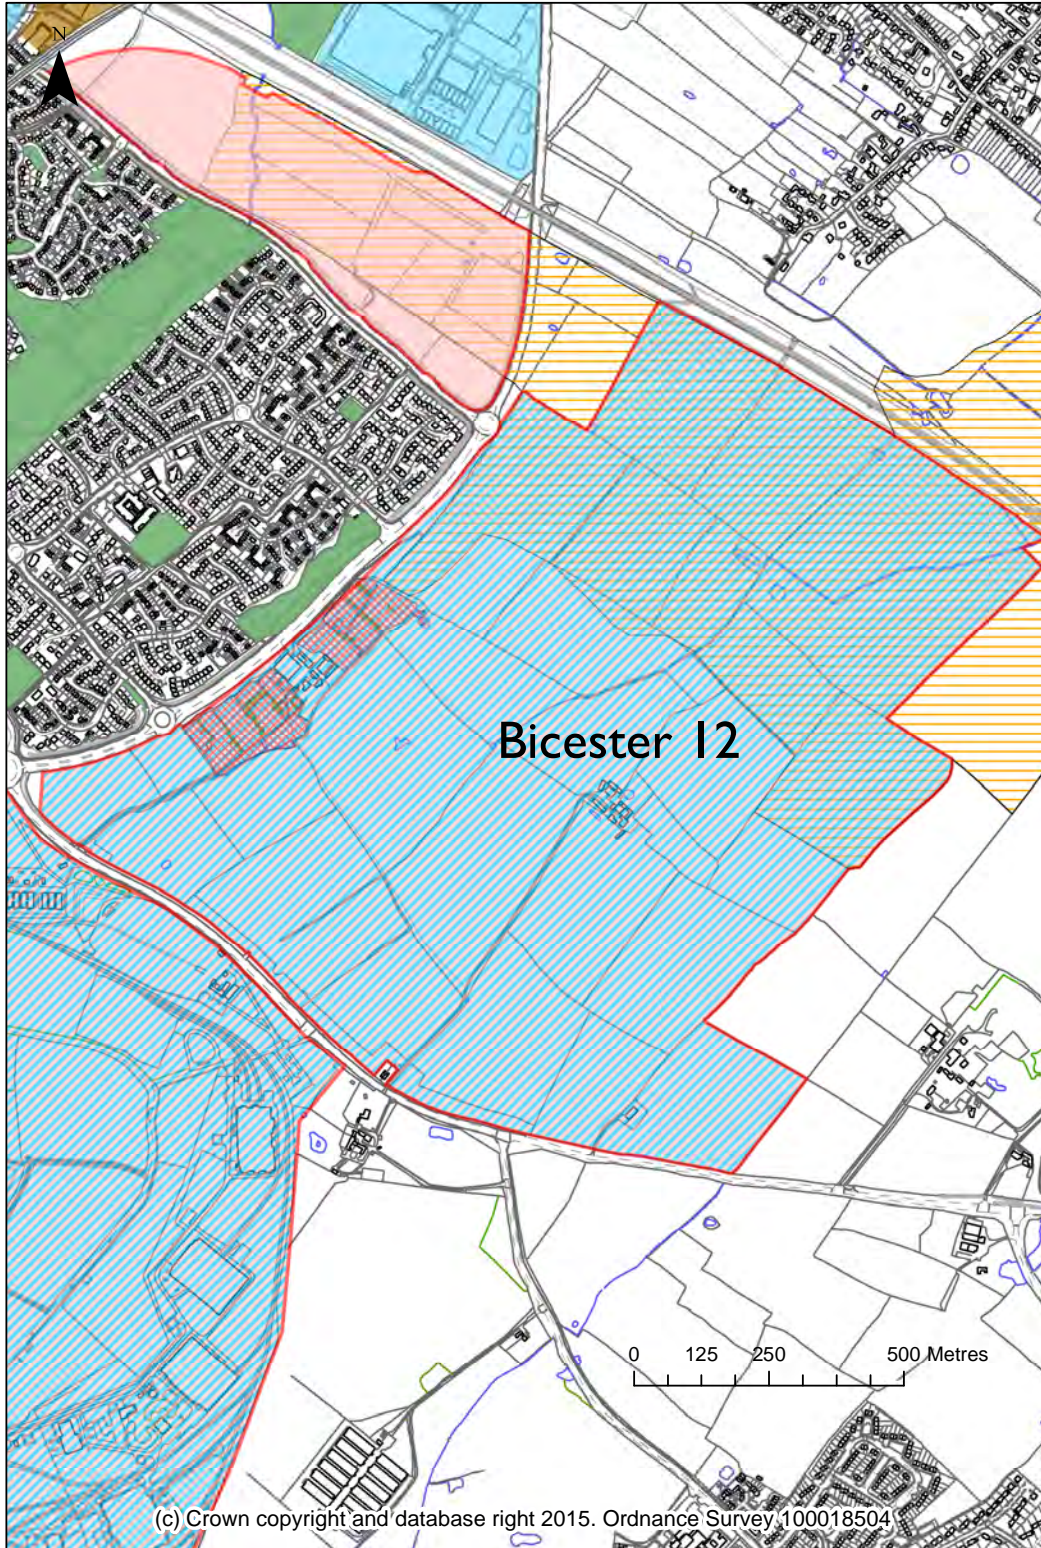 N
Bicester 12
0 125 250 500 Metres
(c) Crown copyright and database right 2015. Ordnance Survey 100018504